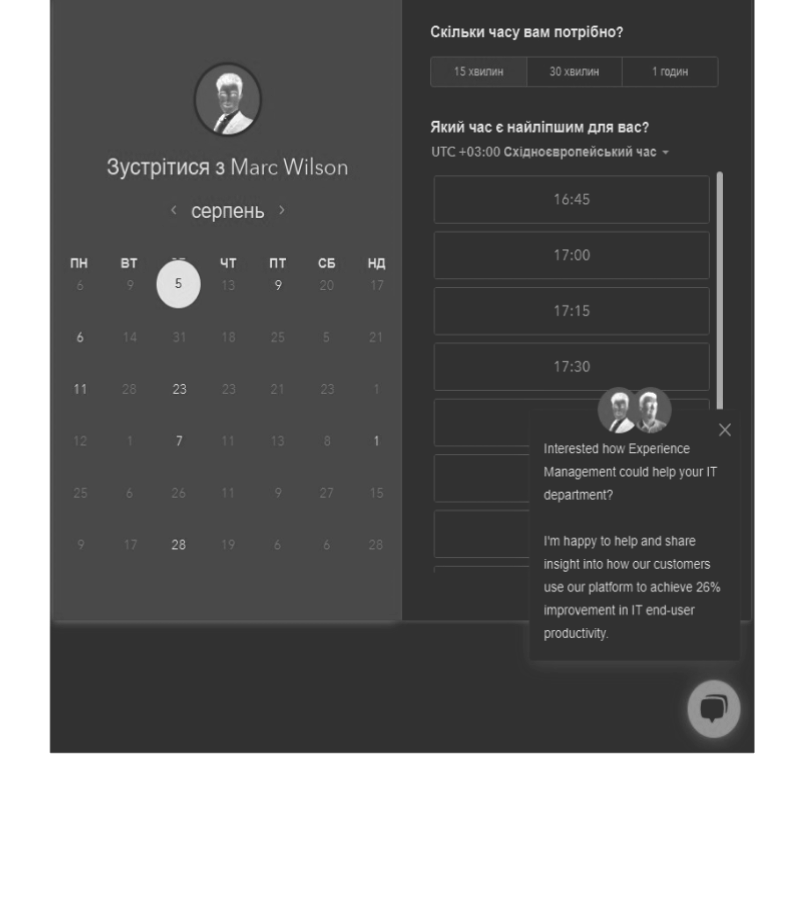 Зустрітися з Marc Wilson
серпень
ПН ВТ ЧТ ПТ СБ НД
6 9 5 13 9 20 17
6 14 31 18 25 5 21
11 28 23 23 21 23 1
12 1 7 11 13 8 1
25 6 26 11 9 27 15
9 17 28 19 6 6 28
Скільки часу вам потрібно?
15 хвилин 30 хвилин 1 годин
Який час є найліпшим для вас?
UTC +03:00 Східноєвропейський час
16:45
17:00
17:15
17:30
Interested how Experience
Management could help your IT
department?
I'm happy to help and share
insight into how our customers
use our platform to achieve 26%
improvement in IT end-user
productivity.